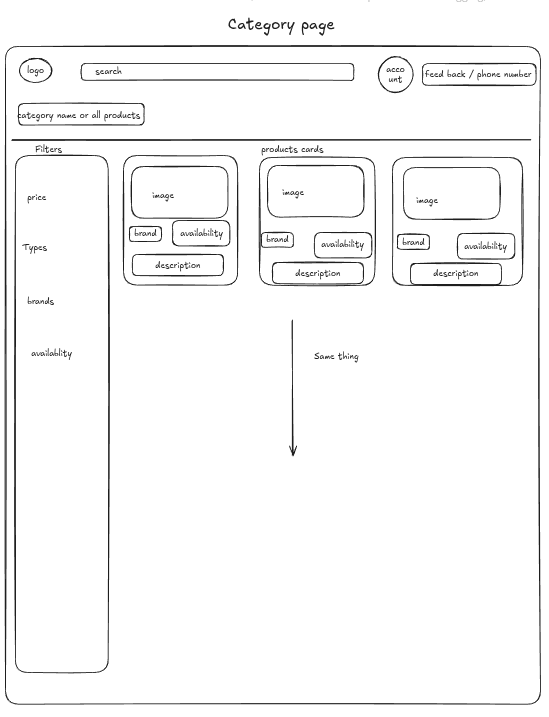 Category page
logo
search
acco
unt
feed back / phone number
category name or all products
Filters
products cards
price
Types
brands
availablity
image
brand
availability
description
image
brand
availability
description
image
brand
availability
description
Same thing